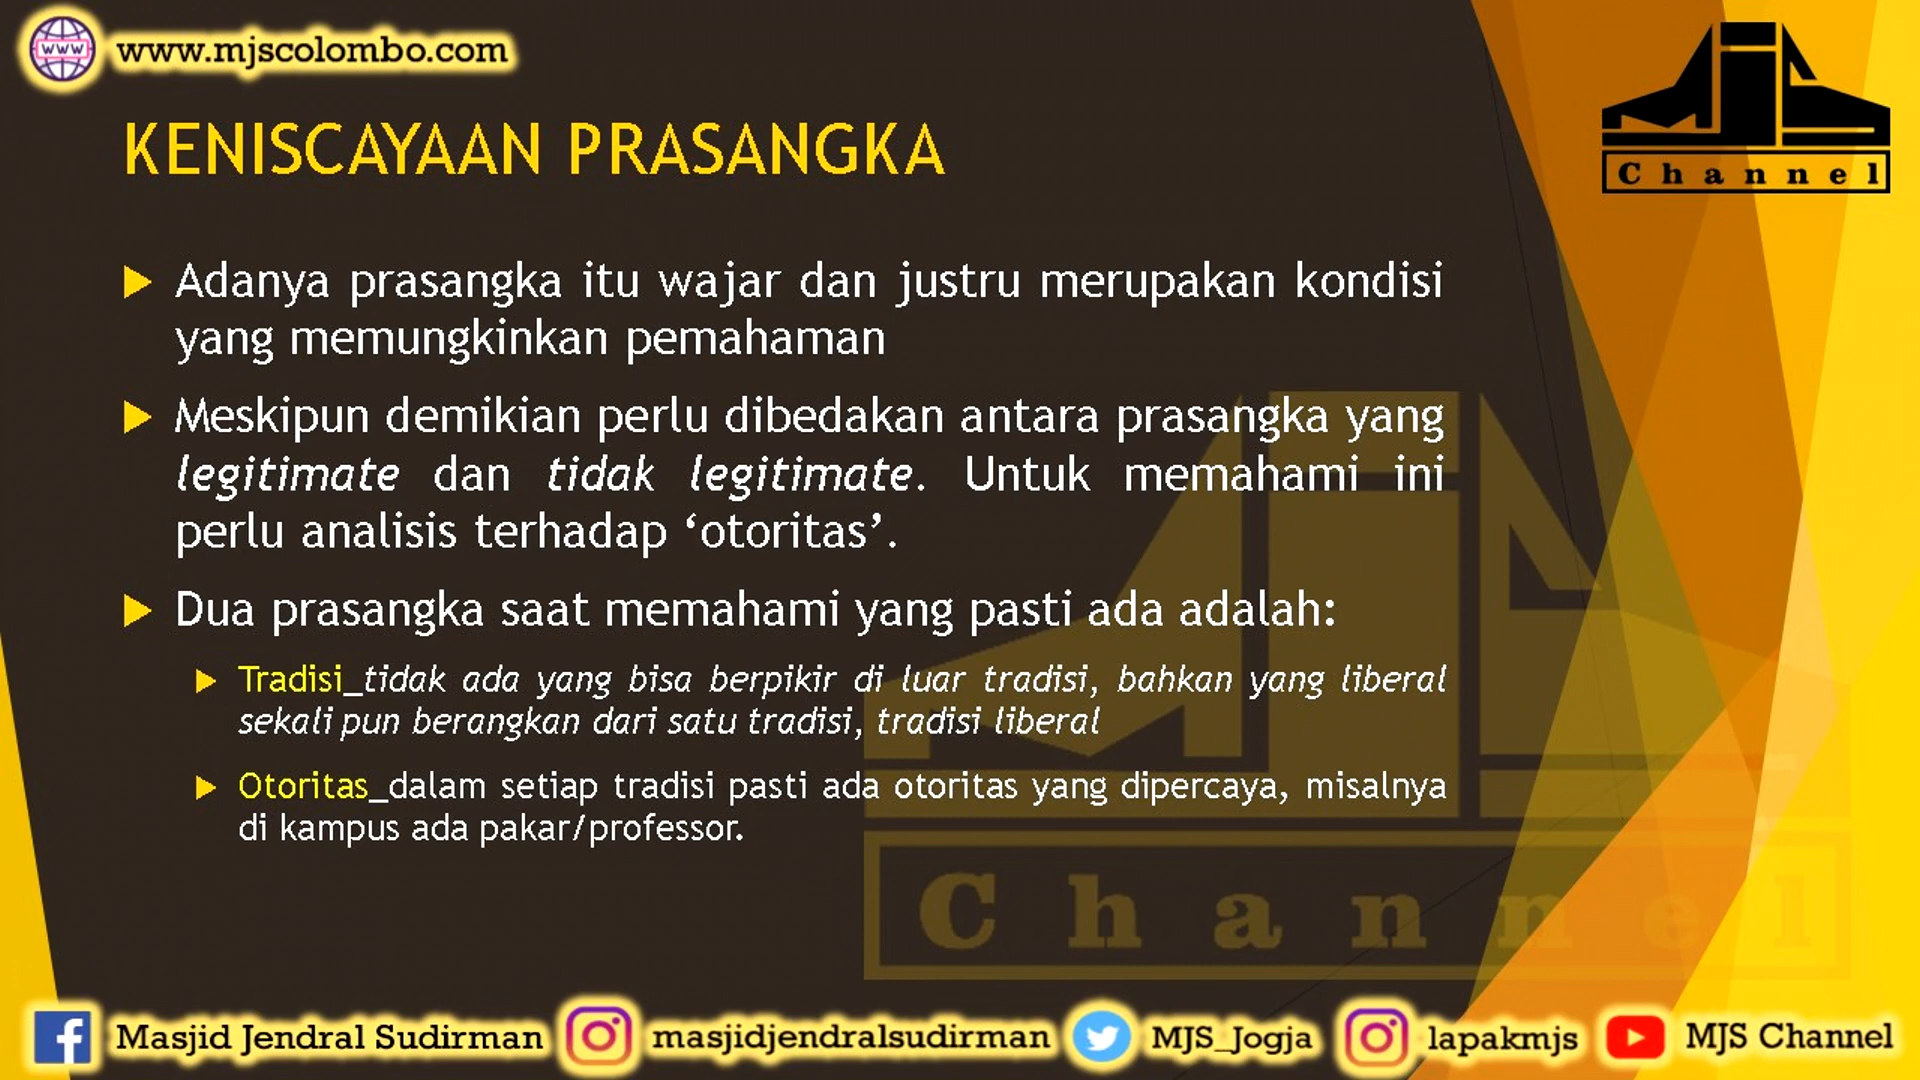 www.mjscolombo.com
MJS
Channel
KENISCAYAAN PRASANGKA
Adanya prasangka itu wajar dan justru merupakan kondisi
yang memungkinkan pemahaman
Meskipun demikian perlu dibedakan antara prasangka yang
legitimate dan tidak legitimate. Untuk memahami ini
perlu analisis terhadap ‘otoritas’.
Dua prasangka saat memahami yang pasti ada adalah:
Tradisi_tidak ada yang bisa berpikir di luar tradisi, bahkan yang liberal
sekali pun berangkan dari satu tradisi, tradisi liberal
Otoritas_dalam setiap tradisi pasti ada otoritas yang dipercaya, misalnya
di kampus ada pakar/professor.
MJS
Channel
Masjid Jendral Sudirman masjidjendralsudirman MJS_Jogja lapakmjs MJS Channel